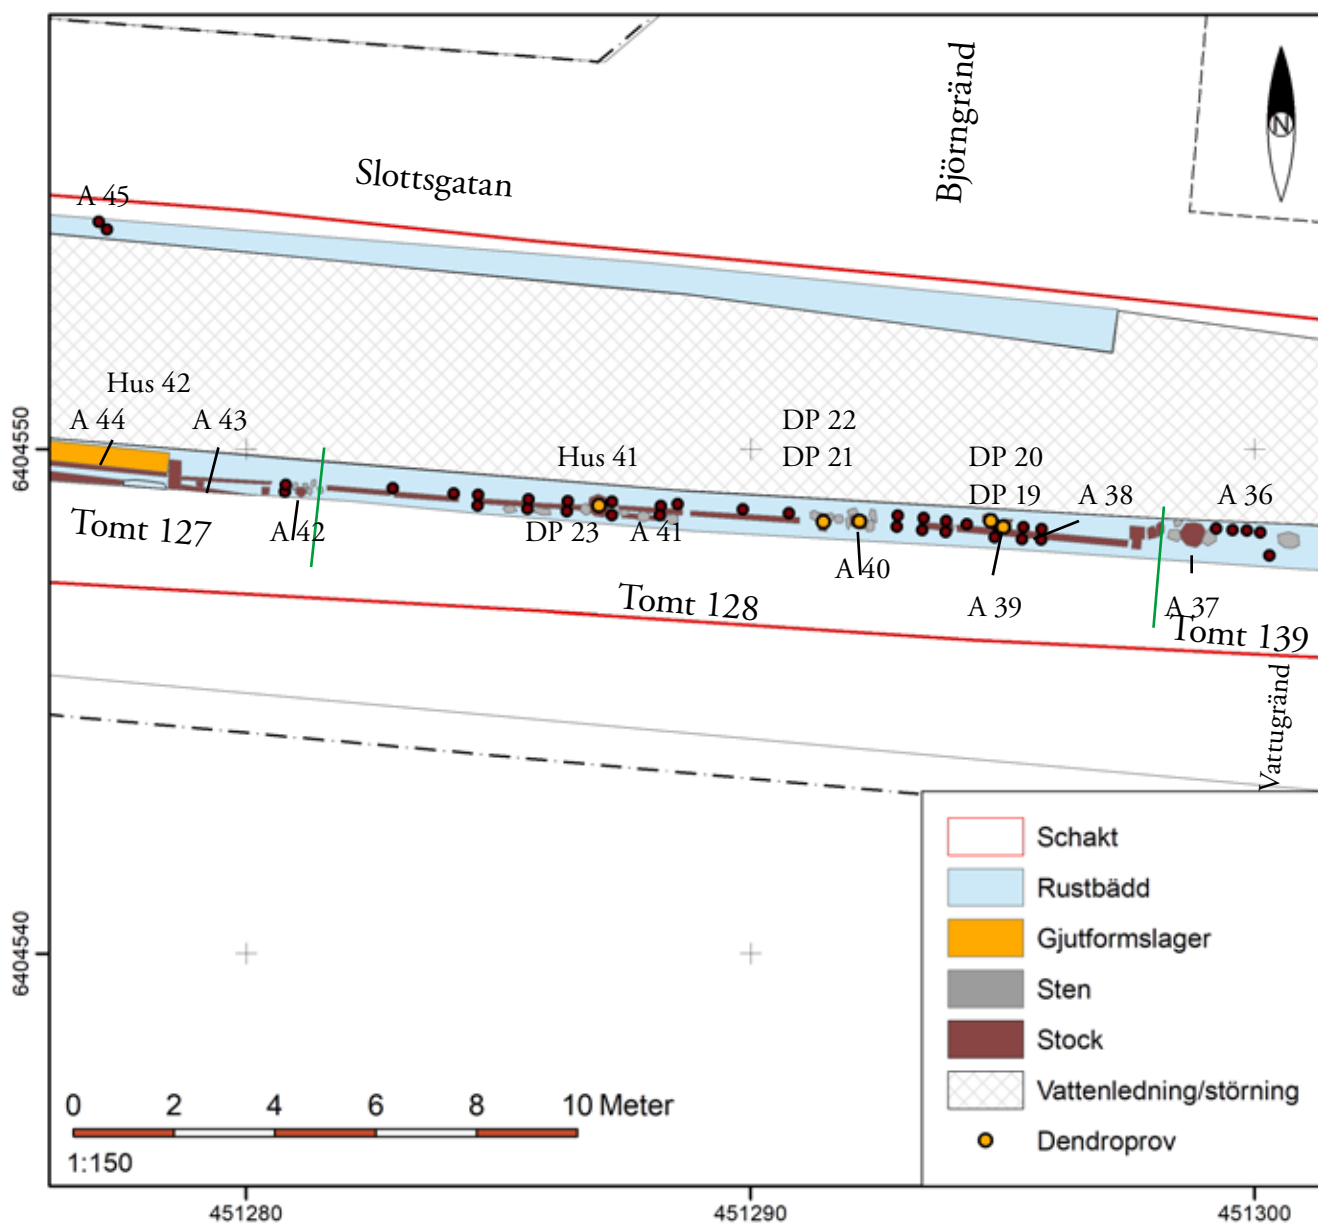 Björngränd
N
Slottsgatan
A 45
Hus 42
A 44
A 43
DP 22
6404550
Hus 41
DP 21
DP 20
DP 19
A 38
A 36
Tomt 127
A 42
DP 23
A 41
A 40
Tomt 128
A 39
A 37
Tomt 139
Vattugränd
Schakt
Rustbädd
Gjutformslager
6404540
Sten
Stock
Vattenledning/störning
Dendroprov
0 2 4 6 8 10 Meter
1:150
451280
451290
451300